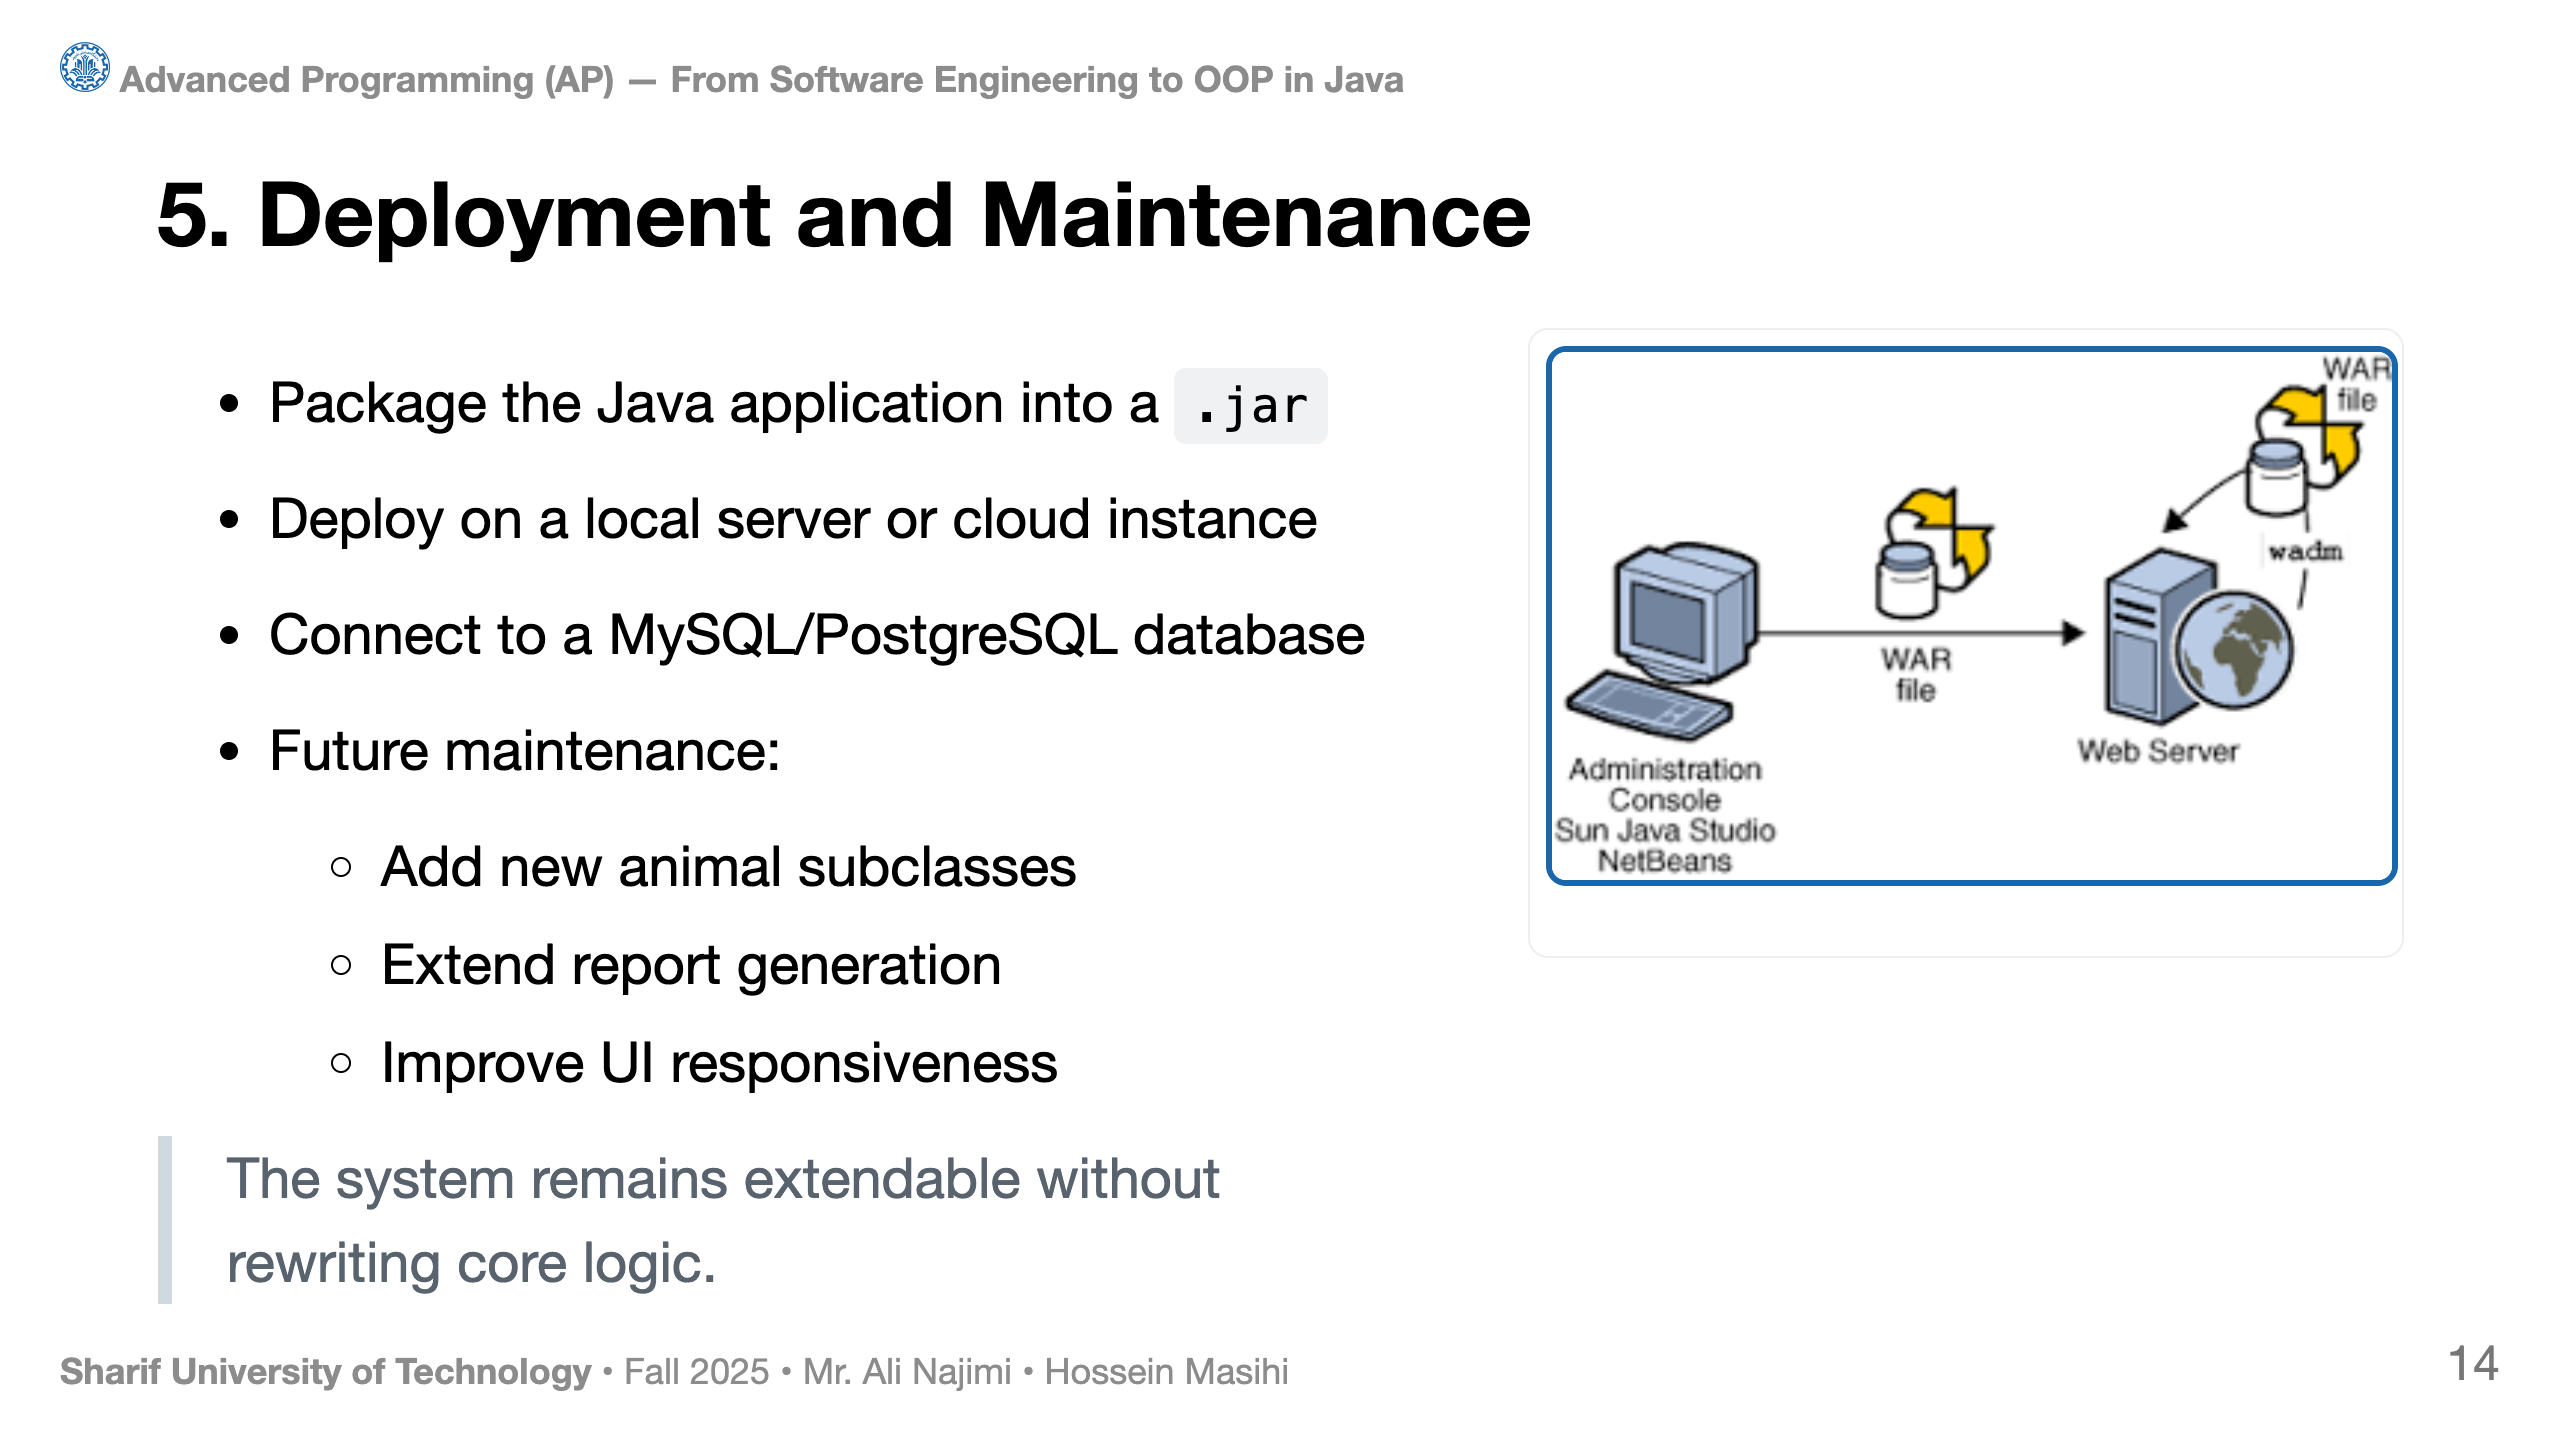 Advanced Programming (AP) — From Software Engineering to OOP in Java
5. Deployment and Maintenance
• Package the Java application into a .jar
• Deploy on a local server or cloud instance
• Connect to a MySQL/PostgreSQL database
• Future maintenance:
○ Add new animal subclasses
○ Extend report generation
○ Improve UI responsiveness
The system remains extendable without
rewriting core logic.
WAR
file
wadm
WAR
file
Web Server
Administration
Console
Sun Java Studio
NetBeans
Sharif University of Technology • Fall 2025 • Mr. Ali Najimi • Hossein Masihi
14